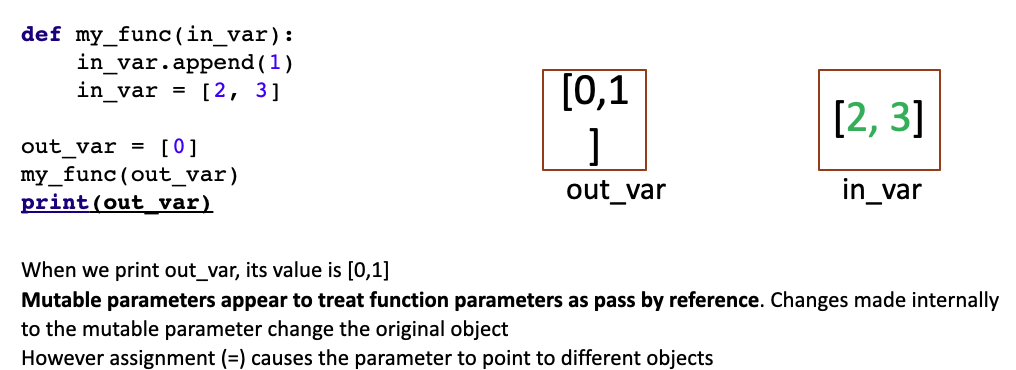 def my_func(in_var):
    in_var.append(1)
    in_var = [2, 3]
out_var = [0]
my_func(out_var)
print(out_var)
[0,1
]
out_var
[2, 3]
in_var
When we print out_var, its value is [0,1]
Mutable parameters appear to treat function parameters as pass by reference. Changes made internally
to the mutable parameter change the original object
However assignment (=) causes the parameter to point to different objects